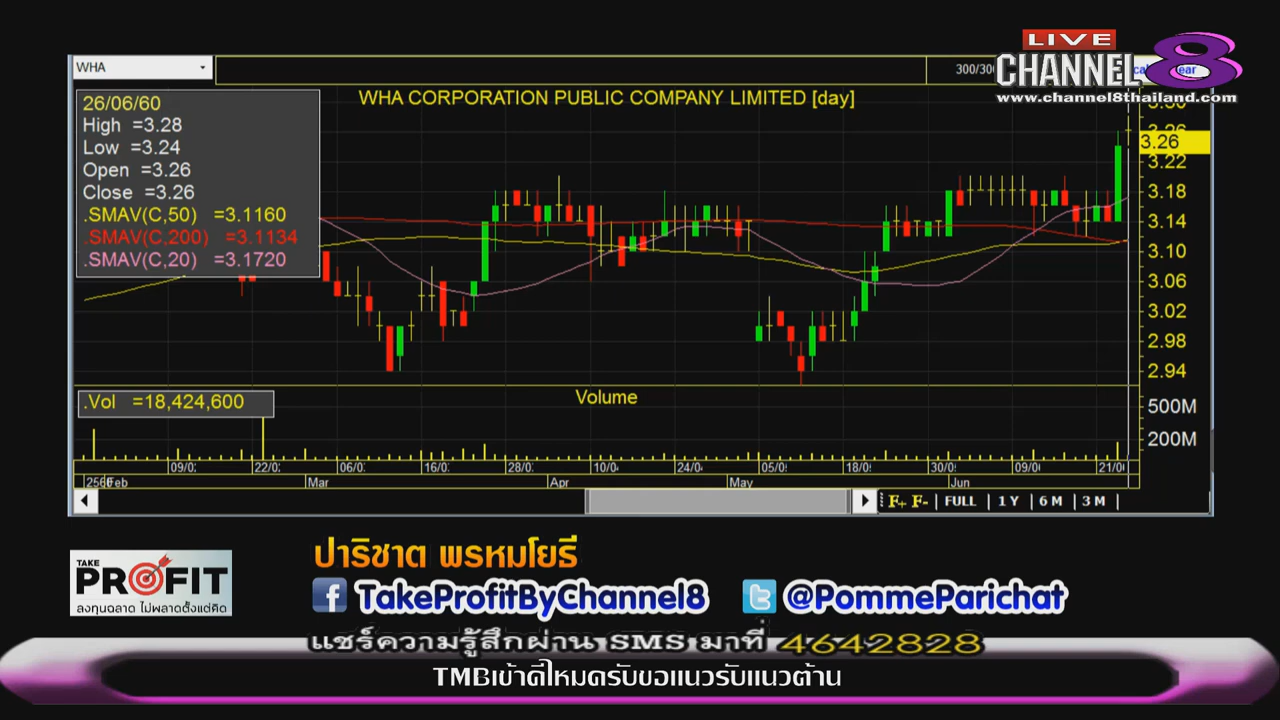 LIVE
CHANNEL 8
www.channel8thailand.com
WHA
WHA CORPORATION PUBLIC COMPANY LIMITED [day]
26/06/60
High =3.28
Low =3.24
Open =3.26
Close =3.26
.SMAV(C,50) =3.1160
.SMAV(C,200) =3.1134
.SMAV(C,20) =3.1720
3.26
3.22
3.18
3.14
3.10
3.06
3.02
2.98
2.94
.Vol =18,424,600
Volume
500M
200M
Feb Mar Apr May Jun
F+ F- | FULL | 1 Y | 6 M | 3 M |
TAKE
PROFIT
ลงทุนฉลาด ไม่พลาดตั้งแต่คิด
ปาริชาต พรหมโยธี
TakeProfitByChannel8
@PommeParichat
แชร์ความรู้สึกผ่าน SMS มาที่ 4642828
TMBเข้าดีไหมครับขอแนวรับแนวต้าน